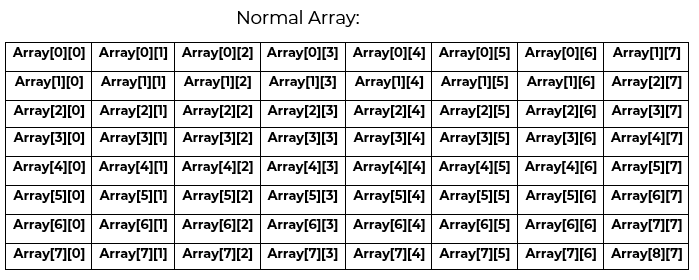 Normal Array:
Array[0][0] Array[0][1] Array[0][2] Array[0][3] Array[0][4] Array[0][5] Array[0][6] Array[1][7]
Array[1][0] Array[1][1] Array[1][2] Array[1][3] Array[1][4] Array[1][5] Array[1][6] Array[2][7]
Array[2][0] Array[2][1] Array[2][2] Array[2][3] Array[2][4] Array[2][5] Array[2][6] Array[3][7]
Array[3][0] Array[3][1] Array[3][2] Array[3][3] Array[3][4] Array[3][5] Array[3][6] Array[4][7]
Array[4][0] Array[4][1] Array[4][2] Array[4][3] Array[4][4] Array[4][5] Array[4][6] Array[5][7]
Array[5][0] Array[5][1] Array[5][2] Array[5][3] Array[5][4] Array[5][5] Array[5][6] Array[6][7]
Array[6][0] Array[6][1] Array[6][2] Array[6][3] Array[6][4] Array[6][5] Array[6][6] Array[7][7]
Array[7][0] Array[7][1] Array[7][2] Array[7][3] Array[7][4] Array[7][5] Array[7][6] Array[8][7]